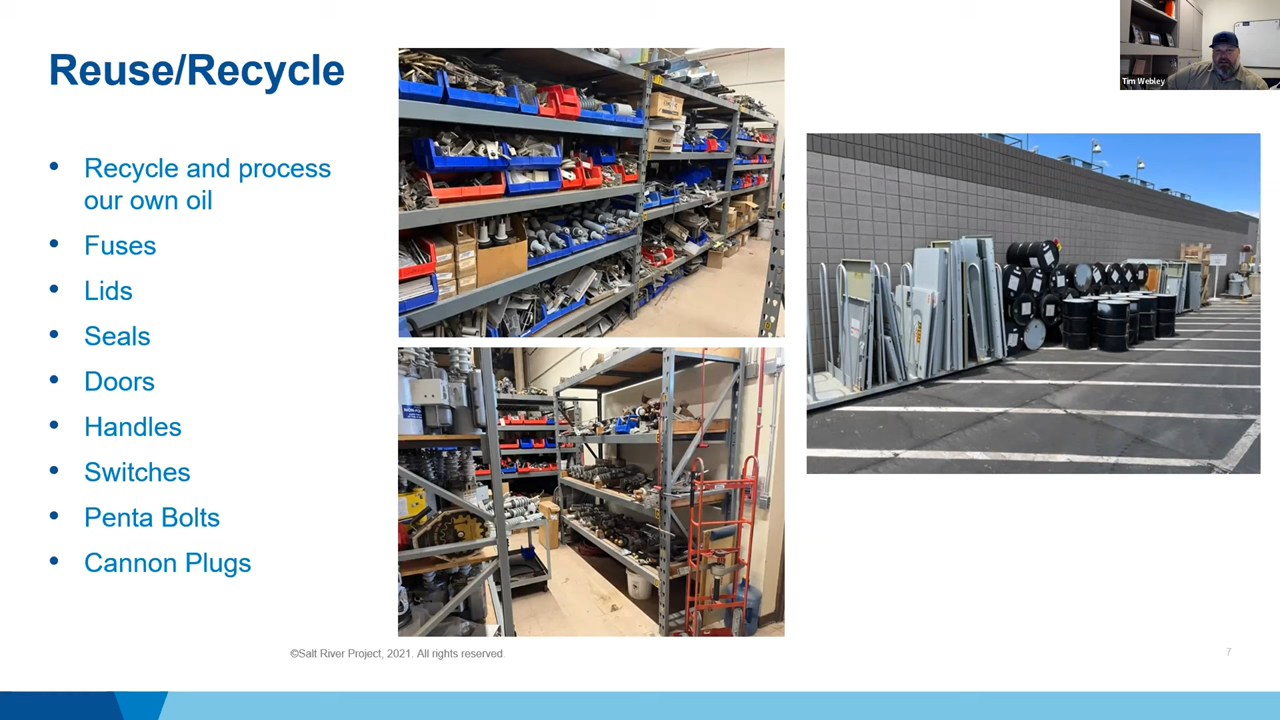 Reuse/Recycle
Tim Webley
• Recycle and process
our own oil
• Fuses
• Lids
• Seals
• Doors
• Handles
• Switches
• Penta Bolts
• Cannon Plugs
©Salt River Project, 2021. All rights reserved.
7